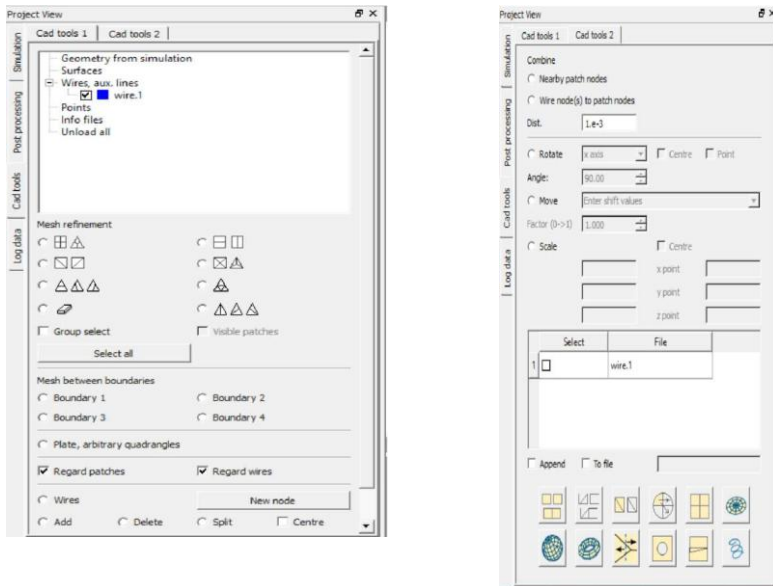 Project View
Cad tools 1
Cad tools 2
Simulation
Post processing
Cad tools
Log data
Geometry from simulation
Surfaces
Wires, aux. lines
wire.1
Points
Info files
Unload all
Mesh refinement
Group select
Visible patches
Select all
Mesh between boundaries
Boundary 1
Boundary 2
Boundary 3
Boundary 4
Plate, arbitrary quadrangles
Regard patches
Regard wires
Wires
New node
Add
Delete
Split
Centre
Project View
Cad tools 1
Cad tools 2
Simulation
Post processing
Cad tools
Log data
Combine
Nearby patch nodes
Wire node(s) to patch nodes
Dist.
1.e-3
Rotate
x axis
Centre
Point
Angle:
90.00
Move
Enter shift values
Factor (0->1)
1.000
Scale
Centre
x point
y point
z point
Select
File
1
wire.1
Append
To file